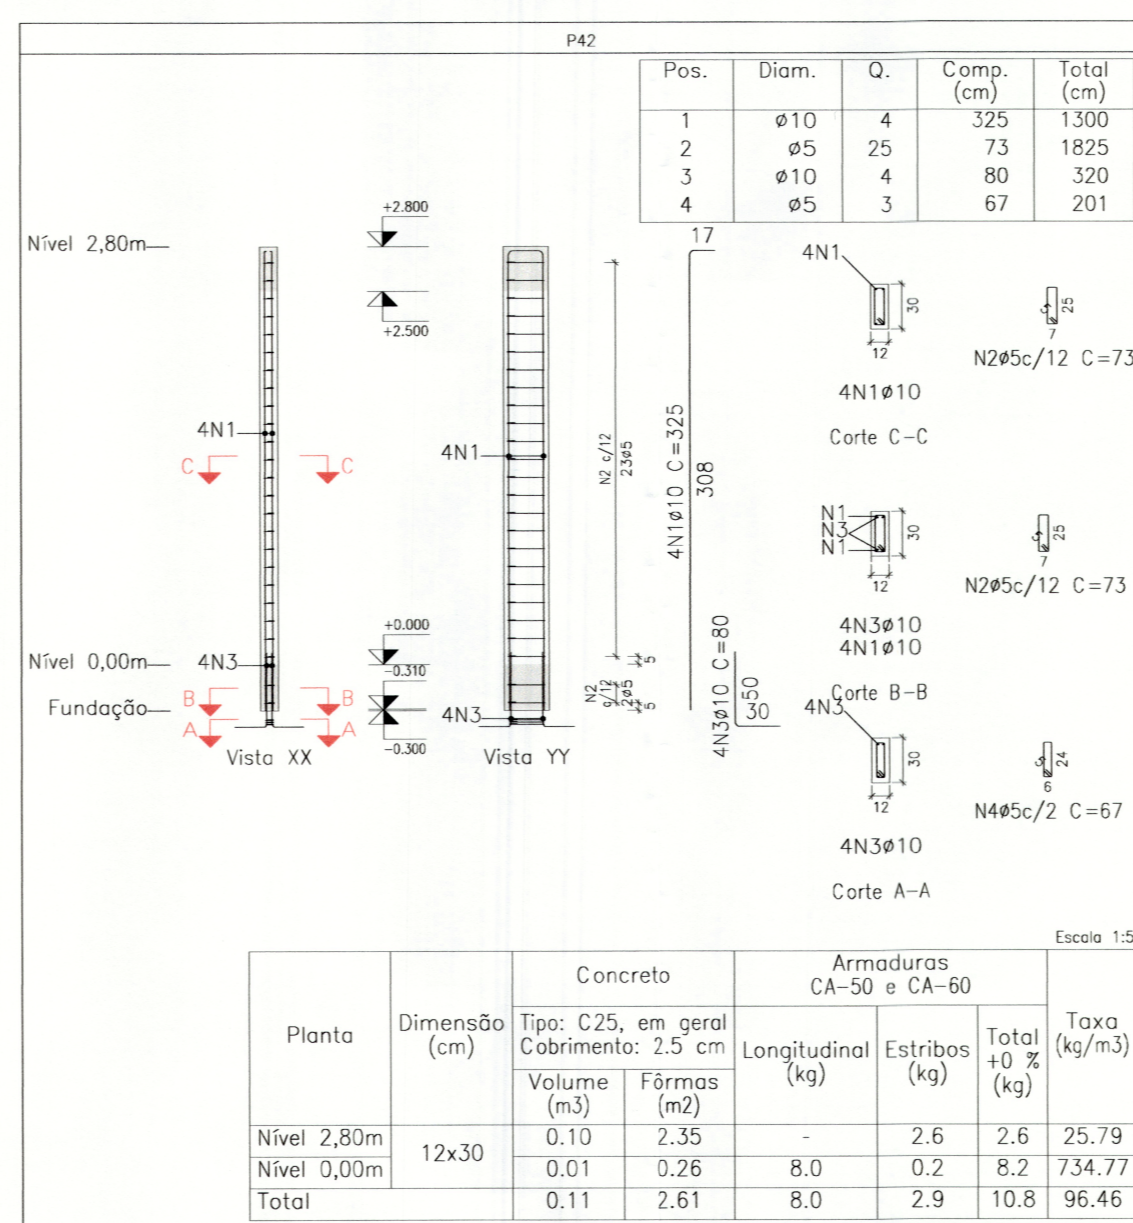 P42
Pos. Diam. Q. Comp. (cm) Total (cm)
1 ø10 4 325 1300
2 ø5 25 73 1825
3 ø10 4 80 320
4 ø5 3 67 201
Nível 2,80m
+2.800
+2.500
4N1
C C
4N1
Nível 0,00m
4N3
+0.000
-0.310
Fundação
B B
A A
-0.300
4N3
Vista XX
Vista YY
N2 c/12
23ø5
5
N2
c/12
2ø5
5
17
4N1ø10 C=325
308
4N3ø10 C=80
50
30
4N1
30
12
4N1ø10
Corte C-C
25
7
N2ø5c/12 C=73
N1
N3
N1
30
12
4N3ø10
4N1ø10
Corte B-B
25
7
N2ø5c/12 C=73
4N3
30
12
4N3ø10
Corte A-A
24
6
N4ø5c/2 C=67
Escala 1:5
Planta
Dimensão
(cm)
Concreto
Tipo: C25, em geral
Cobrimento: 2.5 cm
Volume
(m3)
Fôrmas
(m2)
Armaduras
CA-50 e CA-60
Longitudinal
(kg)
Estribos
(kg)
Total
+0 %
(kg)
Taxa
(kg/m3)
Nível 2,80m 12x30 0.10 2.35 - 2.6 2.6 25.79
Nível 0,00m 0.01 0.26 8.0 0.2 8.2 734.77
Total 0.11 2.61 8.0 2.9 10.8 96.46